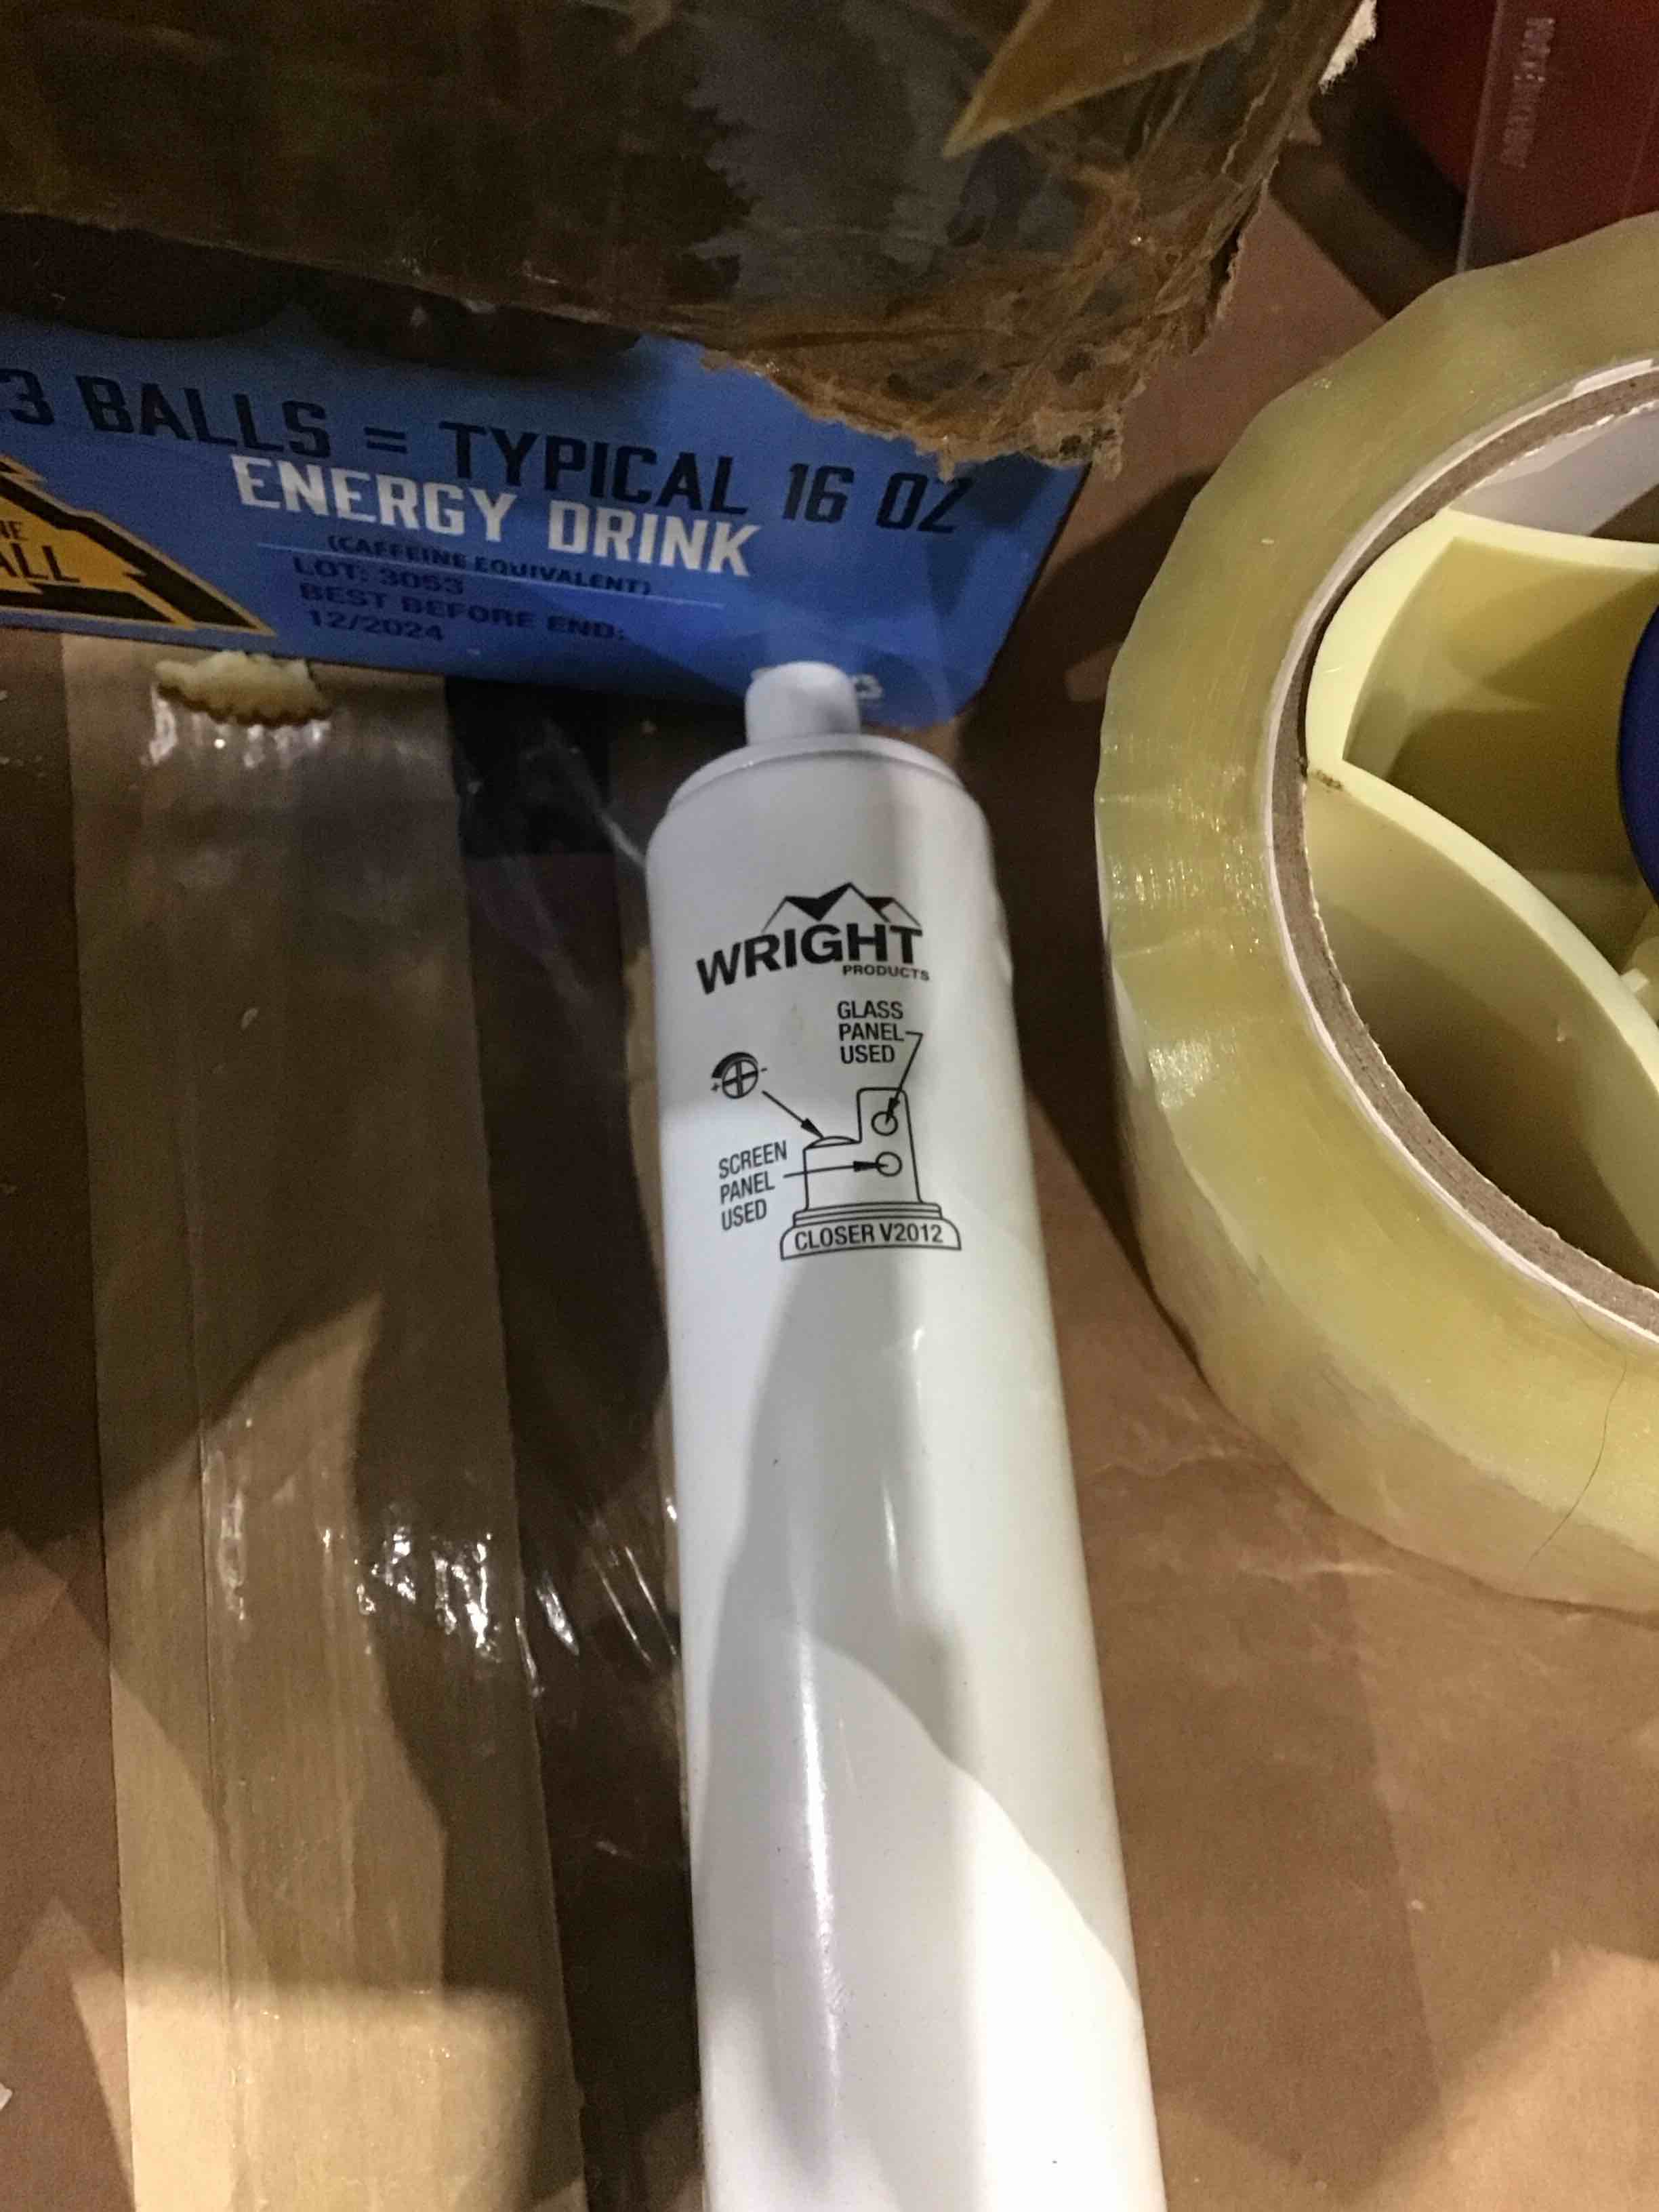 3 BALLS = TYPICAL 16 OZ
ENERGY DRINK
(CAFFEINE EQUIVALENT)
LOT: 3053
BEST BEFORE END:
12/2024
ALL
WRIGHT
PRODUCTS
GLASS
PANEL
USED
+ -
SCREEN
PANEL
USED
CLOSER V2012